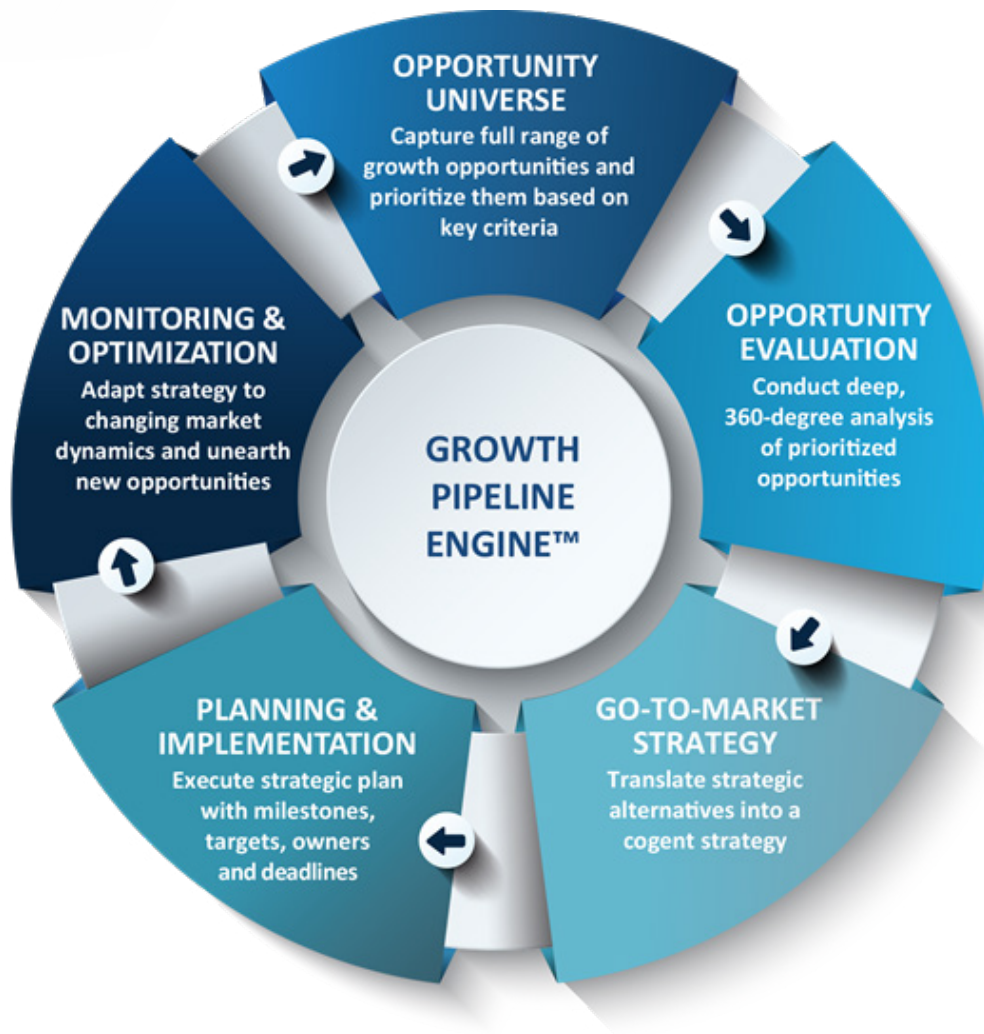 OPPORTUNITY
UNIVERSE
Capture full range of
growth opportunities and
prioritize them based on
key criteria
OPPORTUNITY
EVALUATION
Conduct deep,
360-degree analysis
of prioritized
opportunities
GO-TO-MARKET
STRATEGY
Translate strategic
alternatives into a
cogent strategy
PLANNING &
IMPLEMENTATION
Execute strategic plan
with milestones,
targets, owners
and deadlines
MONITORING &
OPTIMIZATION
Adapt strategy to
changing market
dynamics and unearth
new opportunities
GROWTH
PIPELINE
ENGINE™